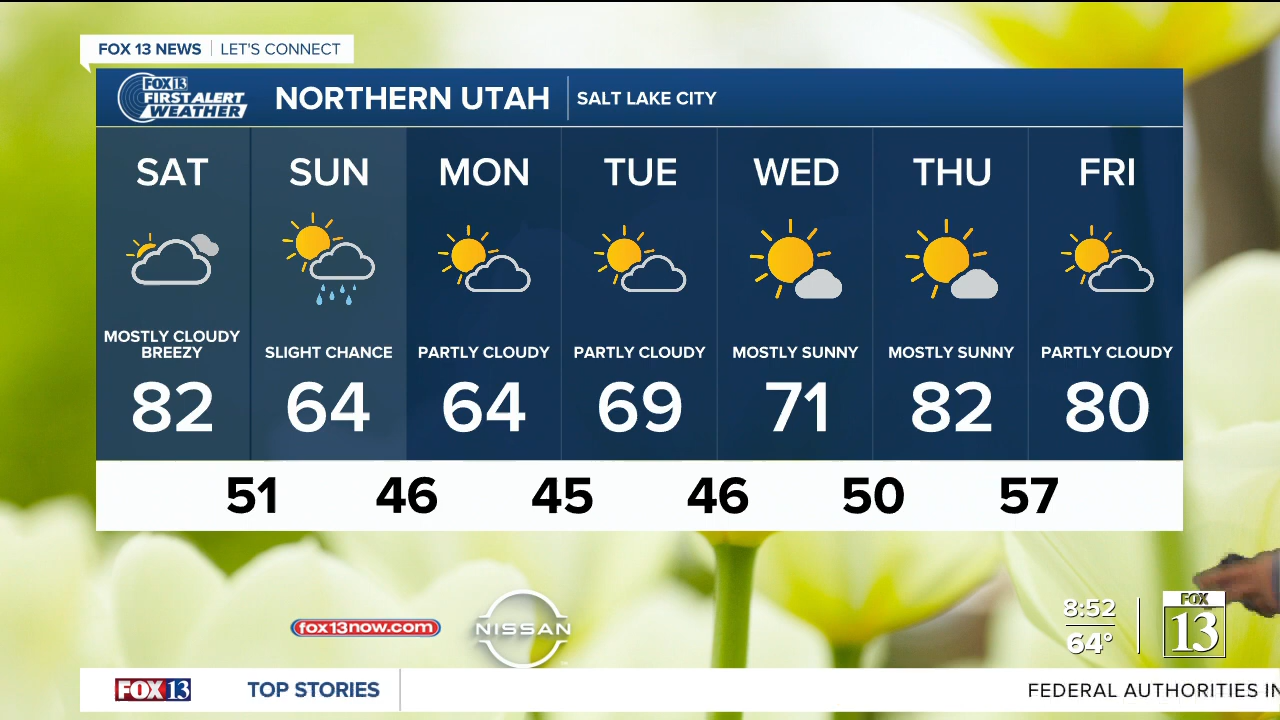 FOX 13 NEWS LET'S CONNECT
FOX 13
FIRST ALERT
WEATHER
NORTHERN UTAH SALT LAKE CITY
SAT SUN MON TUE WED THU FRI
MOSTLY CLOUDY
BREEZY SLIGHT CHANCE PARTLY CLOUDY PARTLY CLOUDY MOSTLY SUNNY MOSTLY SUNNY PARTLY CLOUDY
82 64 64 69 71 82 80
51 46 45 46 50 57
8:52
64°
FOX
13
fox13now.com
NISSAN
FOX 13 TOP STORIES FEDERAL AUTHORITIES IN